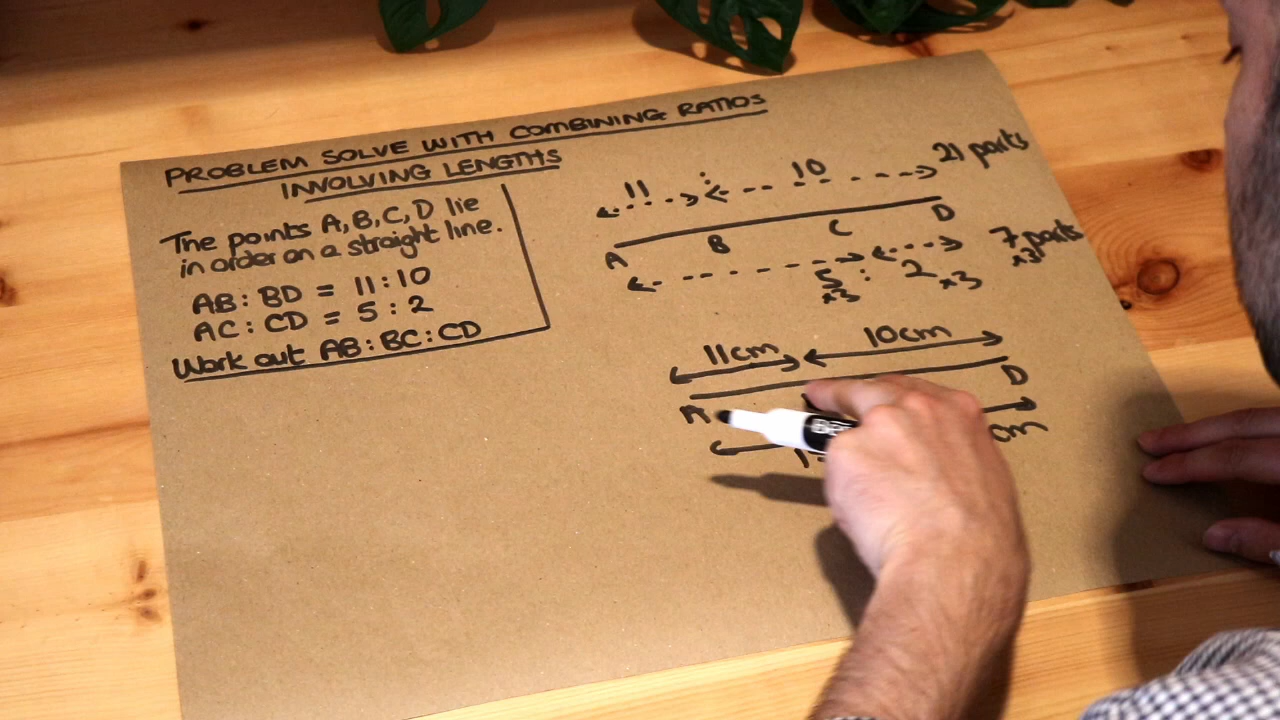 PROBLEM SOLVE WITH COMBINING RATIOS
INVOLVING LENGTHS
The points A, B, C, D lie
in order on a straight line.
AB : BD = 11 : 10
AC : CD = 5 : 2
Work out AB : BC : CD
11 : 10 21 parts
A B C D
5 : 2 7 parts
×3 ×3 ×3
11cm 10cm
A D
cm